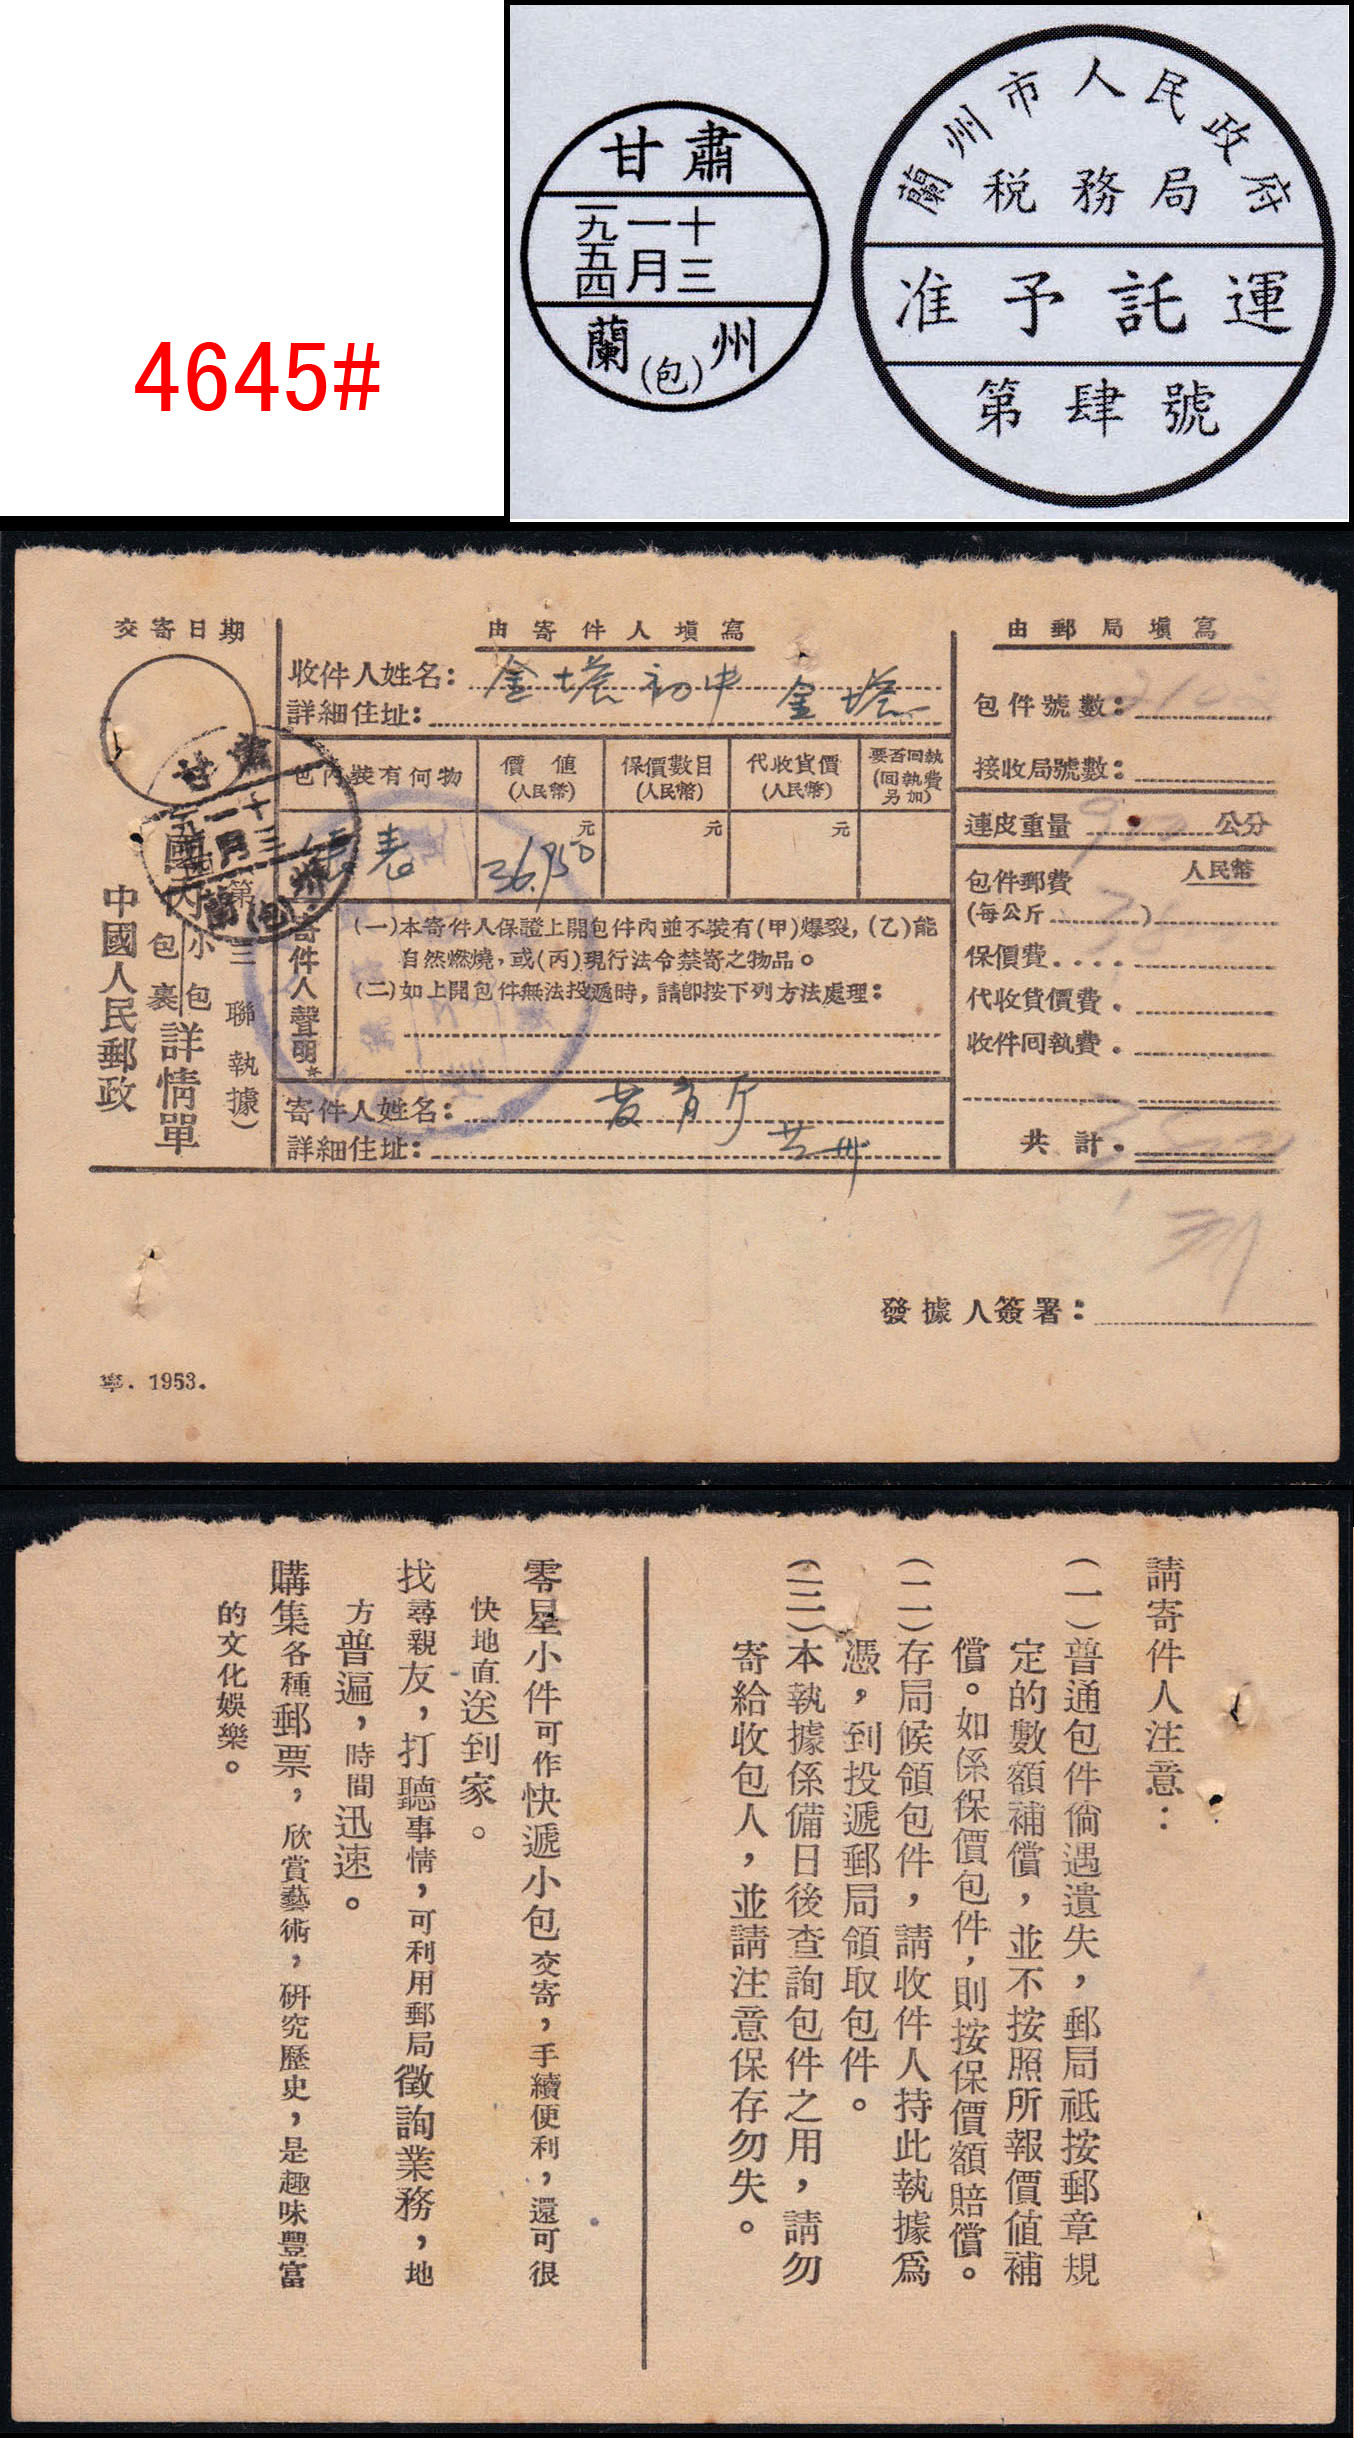 4645#
甘肅
一九五四
一月
十三
蘭(包)州
蘭州市人民政府
稅務局
准予託運
第肆號
交寄日期
由寄件人塡寫
由郵局塡寫
收件人姓名：金塔初中
詳細住址：金塔
包件號數：
接收局號數：
包內裝有何物
價值
(人民幣)
保價數目
(人民幣)
代收貨價
(人民幣)
要否回執
(回執費
另加)
元
元
元
36,950
連皮重量
公分
包件郵費
人民幣
(每公斤)
保價費....
代收貨價費.
收件回執費.
共計.
寄件人聲明*
(一)本寄件人保證上開包件內並不裝有(甲)爆裂，(乙)能
自然燃燒，或(丙)現行法令禁寄之物品。
(二)如上開包件無法投遞時，請卽按下列方法處理：
寄件人姓名：
詳細住址：
中國人民郵政
國內小包
包裹
詳情單
第三聯執據)
甘肅
一月
十三
發據人簽署：
寧. 1953.
請寄件人注意：
(一)普通包件倘遇遺失，郵局祇按郵章規
定的數額補償，並不按照所報價值補
償。如係保價包件，則按保價額賠償。
(二)存局候領包件，請收件人持此執據爲
憑，到投遞郵局領取包件。
(三)本執據係備日後查詢包件之用，請勿
寄給收包人，並請注意保存勿失。
零星小件可作快遞小包交寄，手續便利，還可很
快地直送到家。
找尋親友，打聽事情，可利用郵局徵詢業務，地
方普遍，時間迅速。
購集各種郵票，欣賞藝術，硏究歷史，是趣味豐富
的文化娛樂。